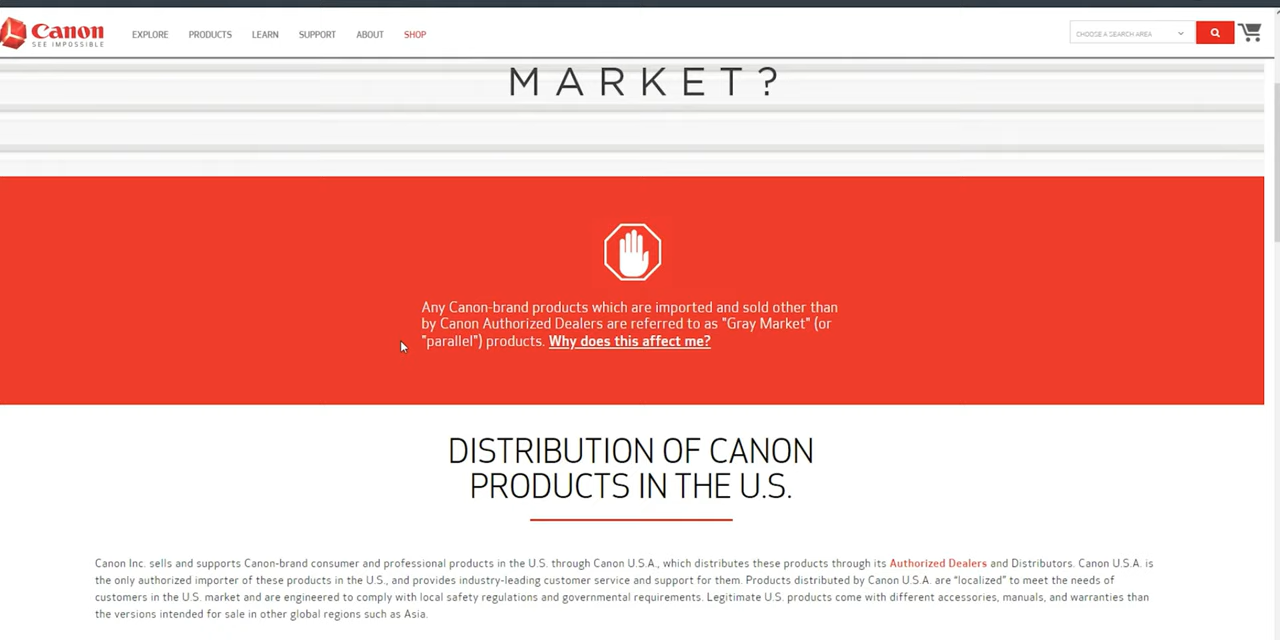 Canon
SEE IMPOSSIBLE
EXPLORE PRODUCTS LEARN SUPPORT ABOUT SHOP
CHOOSE A SEARCH AREA
MARKET?
Any Canon-brand products which are imported and sold other than
by Canon Authorized Dealers are referred to as "Gray Market" (or
"parallel") products. Why does this affect me?
DISTRIBUTION OF CANON
PRODUCTS IN THE U.S.
Canon Inc. sells and supports Canon-brand consumer and professional products in the U.S. through Canon U.S.A., which distributes these products through its Authorized Dealers and Distributors. Canon U.S.A. is
the only authorized importer of these products in the U.S., and provides industry-leading customer service and support for them. Products distributed by Canon U.S.A. are “localized” to meet the needs of
customers in the U.S. market and are engineered to comply with local safety regulations and governmental requirements. Legitimate U.S. products come with different accessories, manuals, and warranties than
the versions intended for sale in other global regions such as Asia.